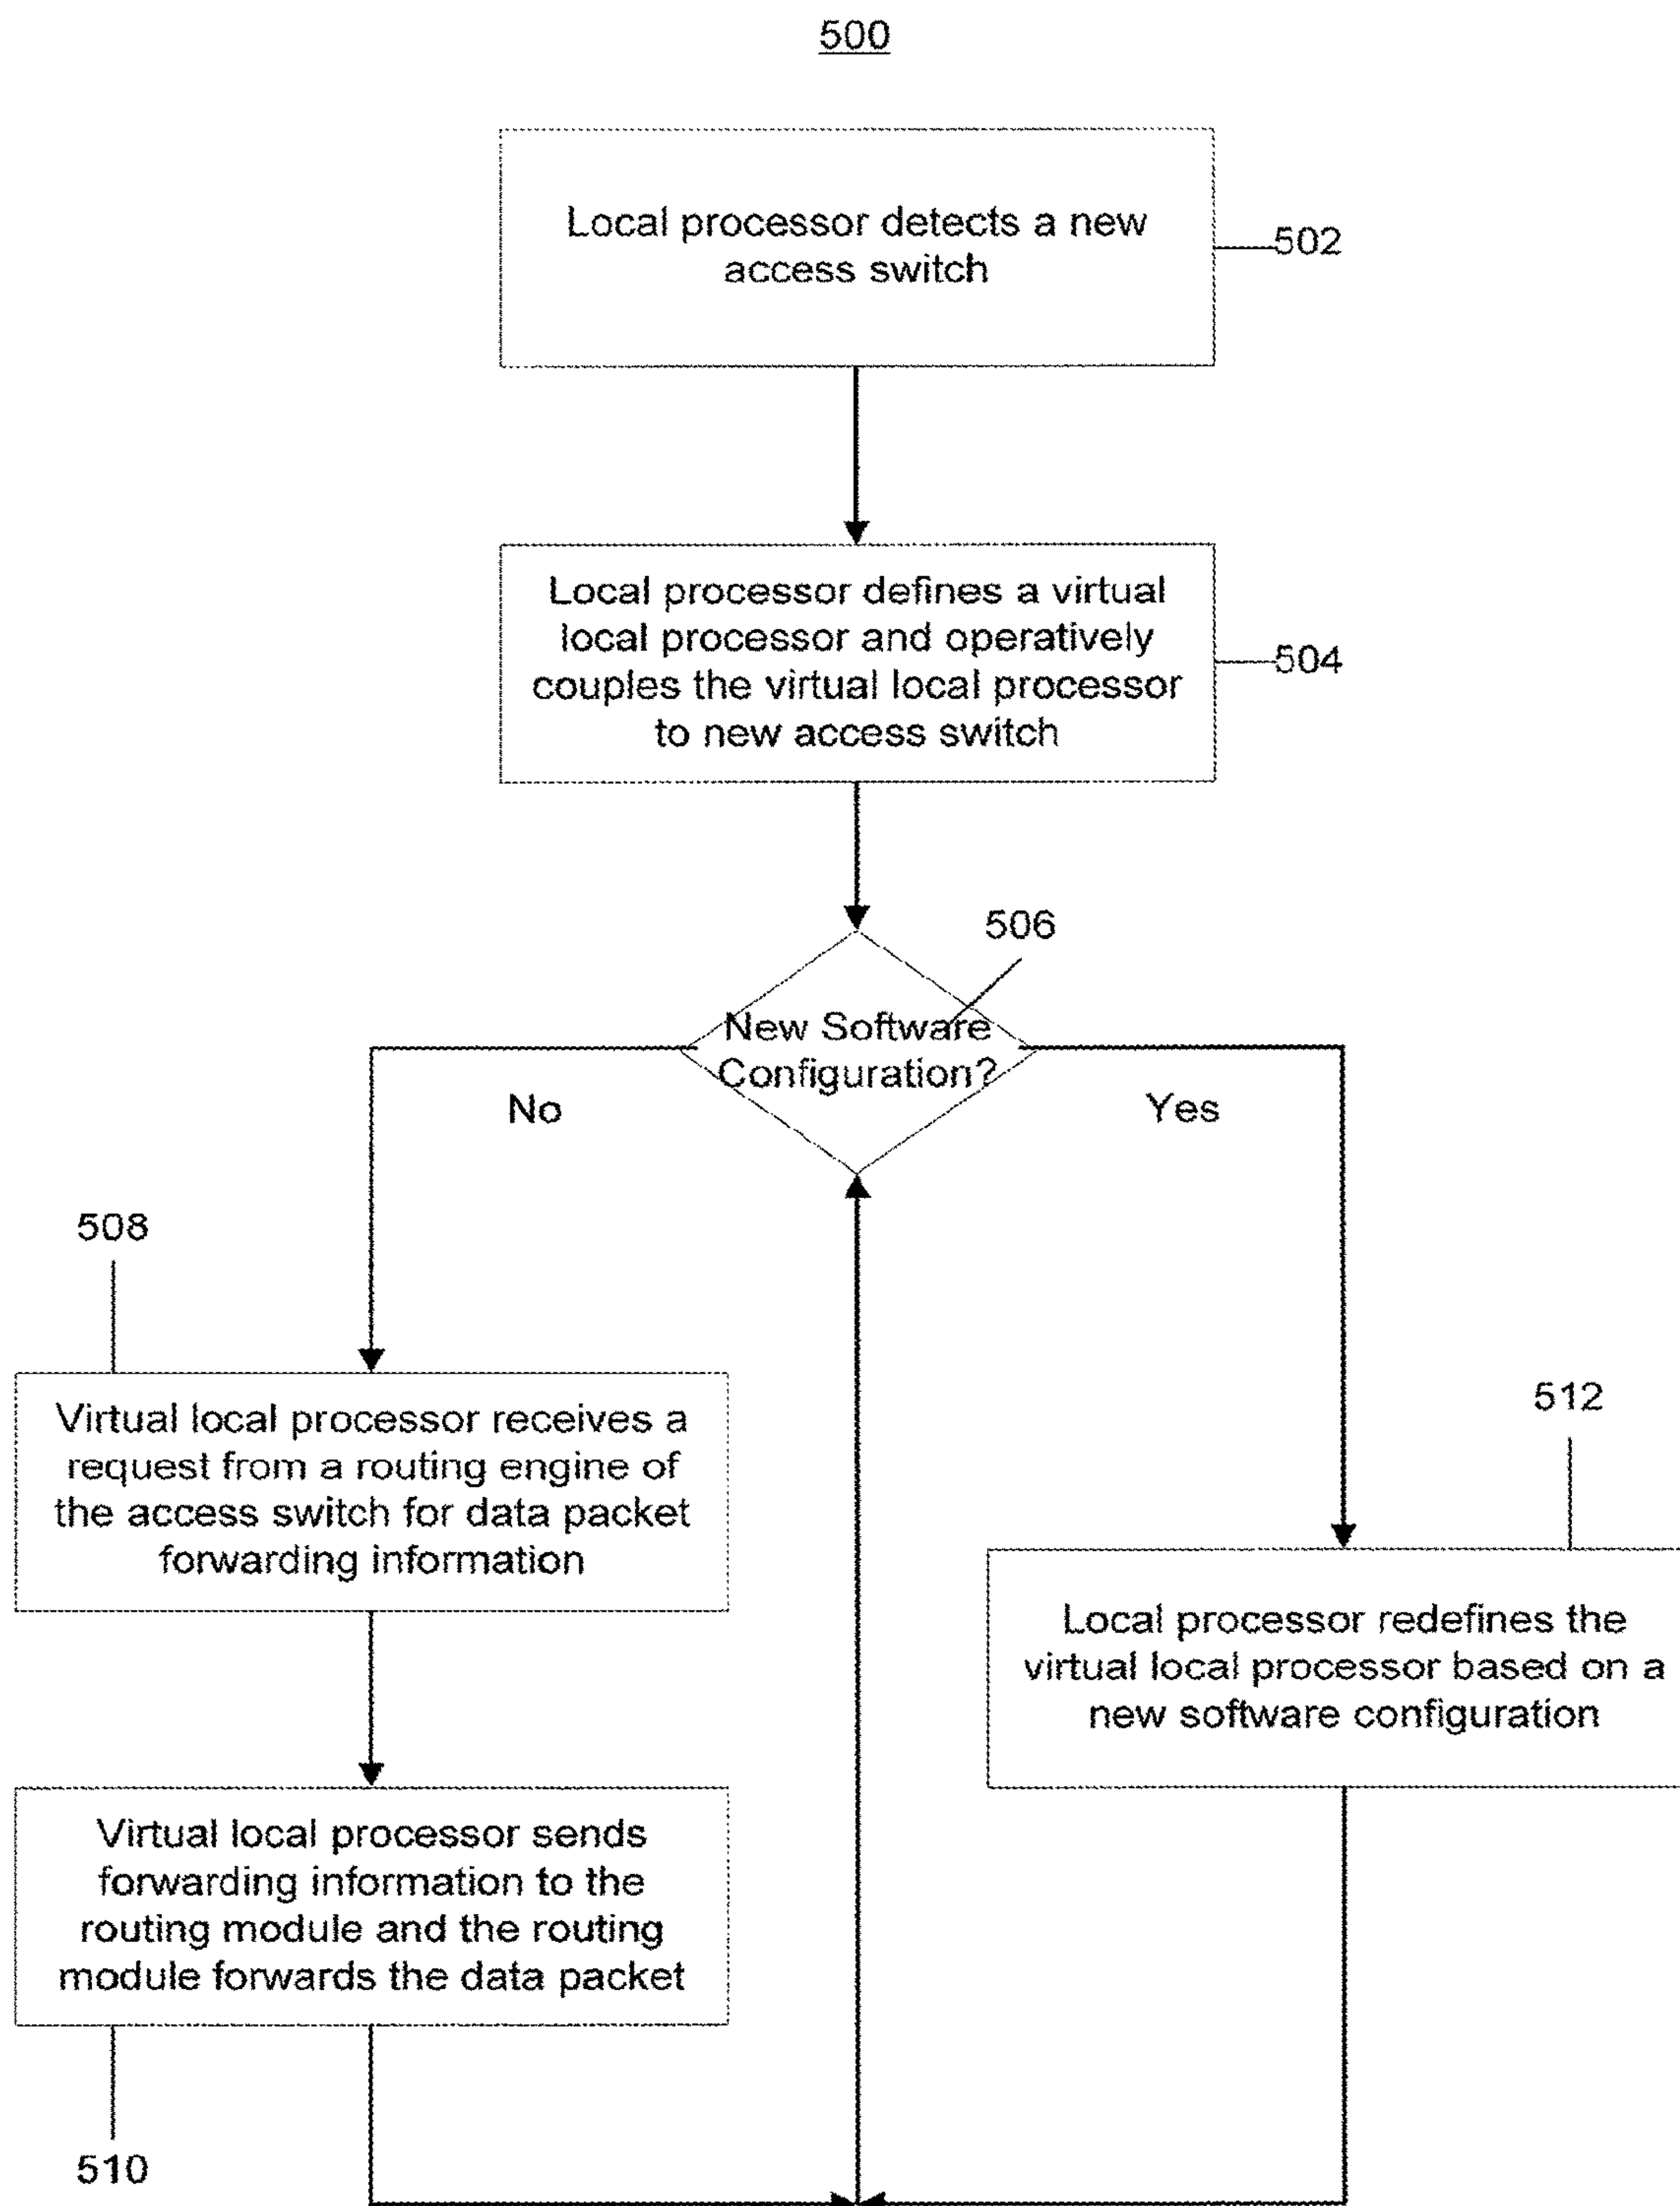 500
Local processor detects a new
access switch
502
Local processor defines a virtual
local processor and operatively
couples the virtual local processor
to new access switch
504
506
New Software
Configuration?
No
Yes
508
Virtual local processor receives a
request from a routing engine of
the access switch for data packet
forwarding information
512
Local processor redefines the
virtual local processor based on a
new software configuration
Virtual local processor sends
forwarding information to the
routing module and the routing
module forwards the data packet
510